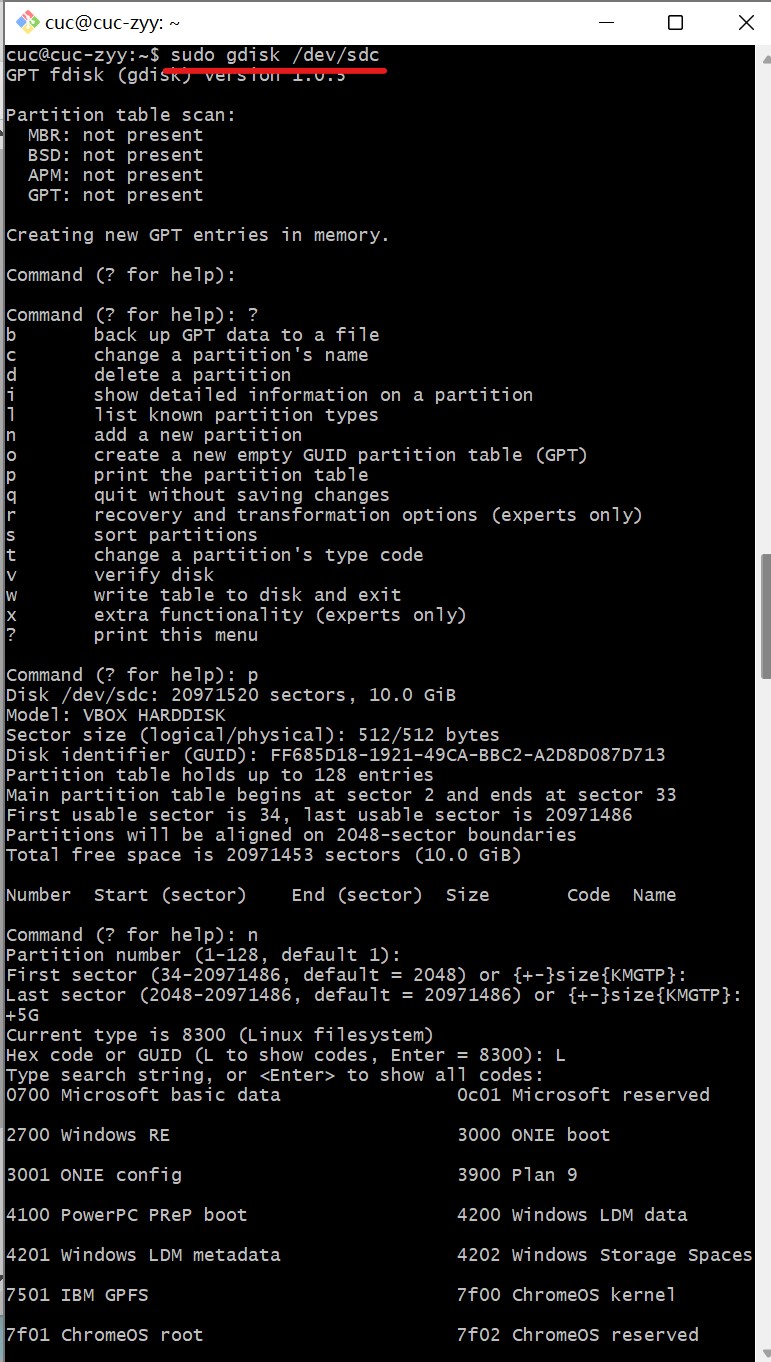 cuc@cuc-zyy: ~
cuc@cuc-zyy:~$ sudo gdisk /dev/sdc
GPT fdisk (gdisk) version 1.0.5
Partition table scan:
MBR: not present
BSD: not present
APM: not present
GPT: not present
Creating new GPT entries in memory.
Command (? for help):
Command (? for help): ?
b       back up GPT data to a file
c       change a partition's name
d       delete a partition
i       show detailed information on a partition
l       list known partition types
n       add a new partition
o       create a new empty GUID partition table (GPT)
p       print the partition table
q       quit without saving changes
r       recovery and transformation options (experts only)
s       sort partitions
t       change a partition's type code
v       verify disk
w       write table to disk and exit
x       extra functionality (experts only)
?       print this menu
Command (? for help): p
Disk /dev/sdc: 20971520 sectors, 10.0 GiB
Model: VBOX HARDDISK
Sector size (logical/physical): 512/512 bytes
Disk identifier (GUID): FF685D18-1921-49CA-BBC2-A2D8D087D713
Partition table holds up to 128 entries
Main partition table begins at sector 2 and ends at sector 33
First usable sector is 34, last usable sector is 20971486
Partitions will be aligned on 2048-sector boundaries
Total free space is 20971453 sectors (10.0 GiB)
Number  Start (sector)    End (sector)  Size       Code  Name
Command (? for help): n
Partition number (1-128, default 1):
First sector (34-20971486, default = 2048) or {+-}size{KMGTP}:
Last sector (2048-20971486, default = 20971486) or {+-}size{KMGTP}:
+5G
Current type is 8300 (Linux filesystem)
Hex code or GUID (L to show codes, Enter = 8300): L
Type search string, or <Enter> to show all codes:
0700 Microsoft basic data                0c01 Microsoft reserved
2700 Windows RE                          3000 ONIE boot
3001 ONIE config                         3900 Plan 9
4100 PowerPC PReP boot                   4200 Windows LDM data
4201 Windows LDM metadata                4202 Windows Storage Spaces
7501 IBM GPFS                            7f00 ChromeOS kernel
7f01 ChromeOS root                       7f02 ChromeOS reserved